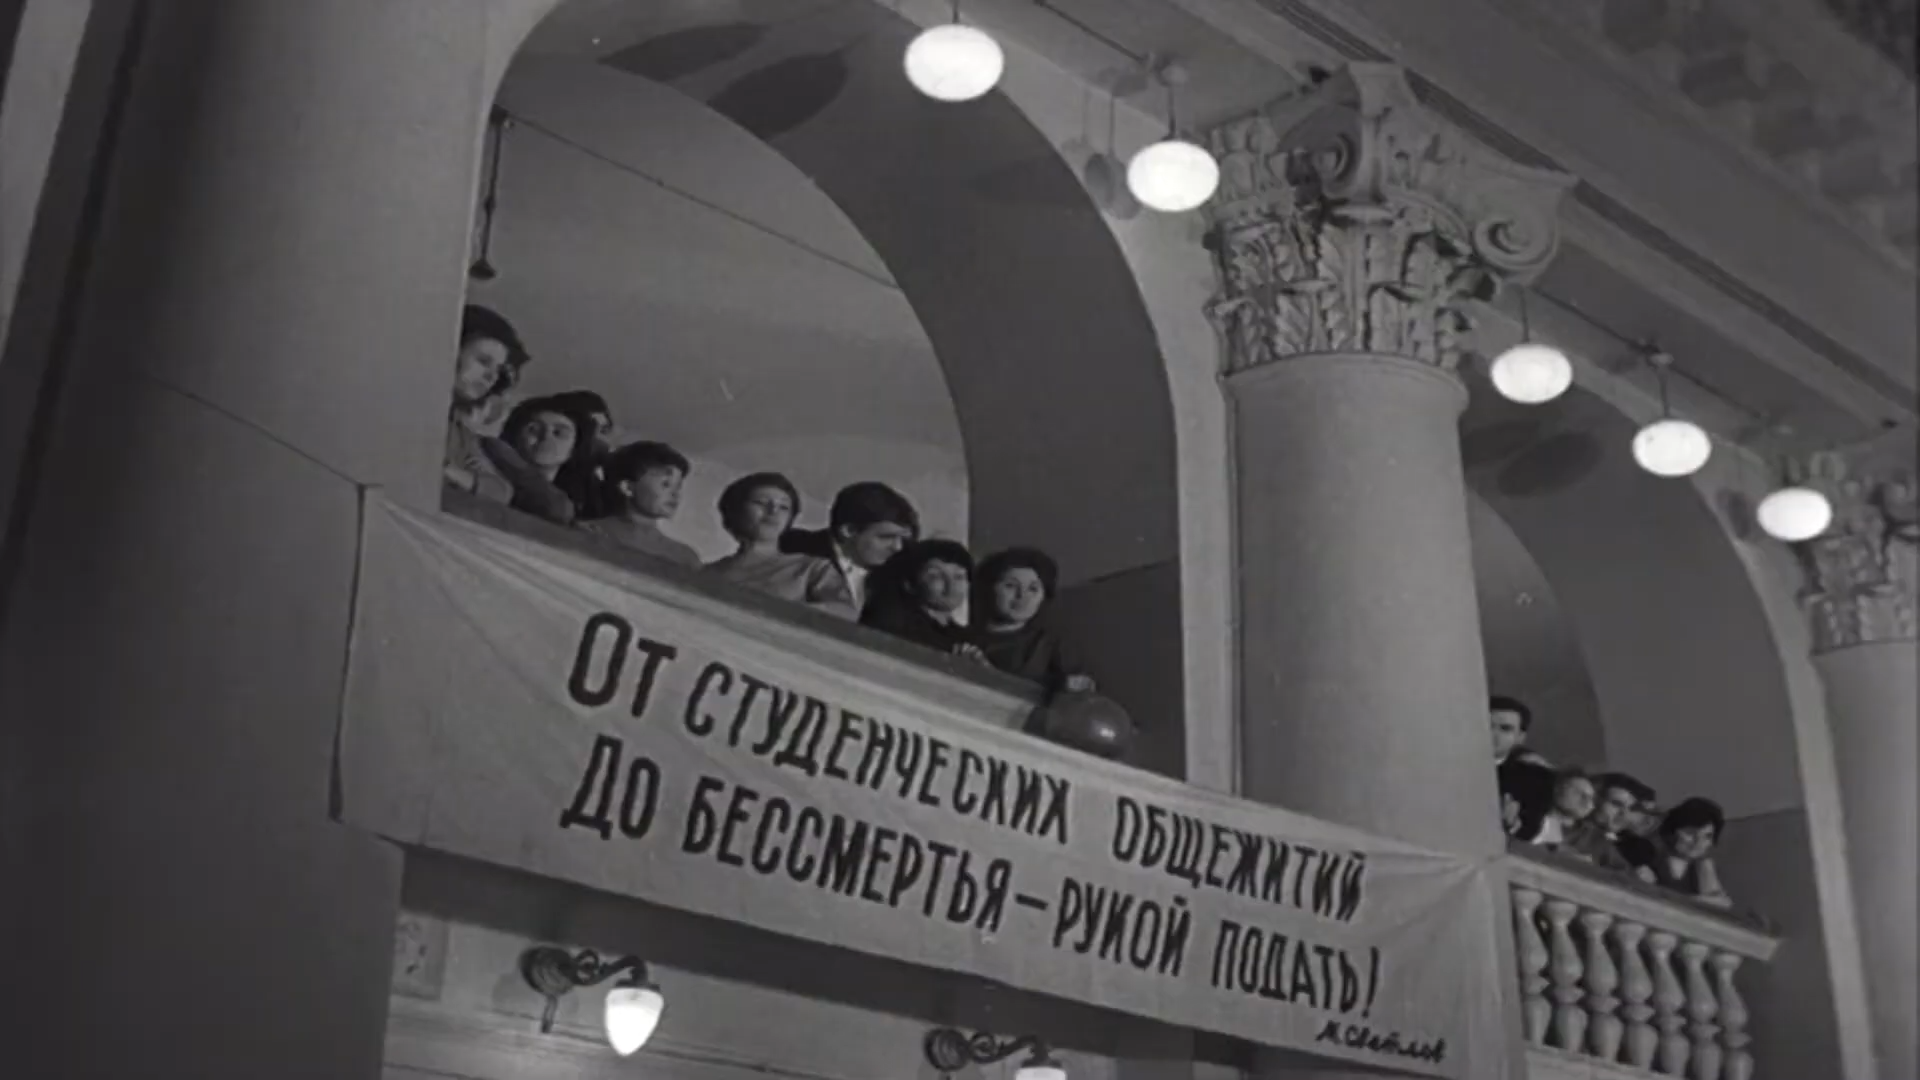 От студенческих общежитий
до бессмертья – рукой подать!
М. Светлов